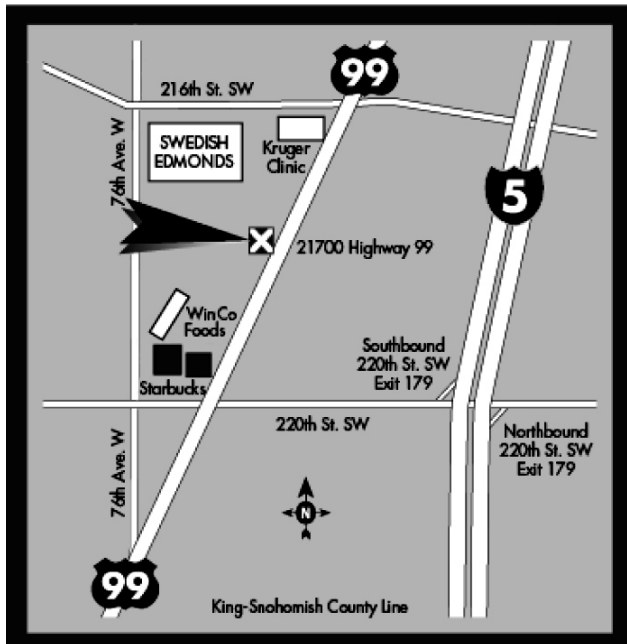 99
216th St. SW
SWEDISH
EDMONDS
Kruger
Clinic
76th Ave. W
5
X
21700 Highway 99
WinCo
Foods
Southbound
220th St. SW
Exit 179
Starbucks
220th St. SW
Northbound
220th St. SW
Exit 179
76th Ave. W
N
99
King-Snohomish County Line